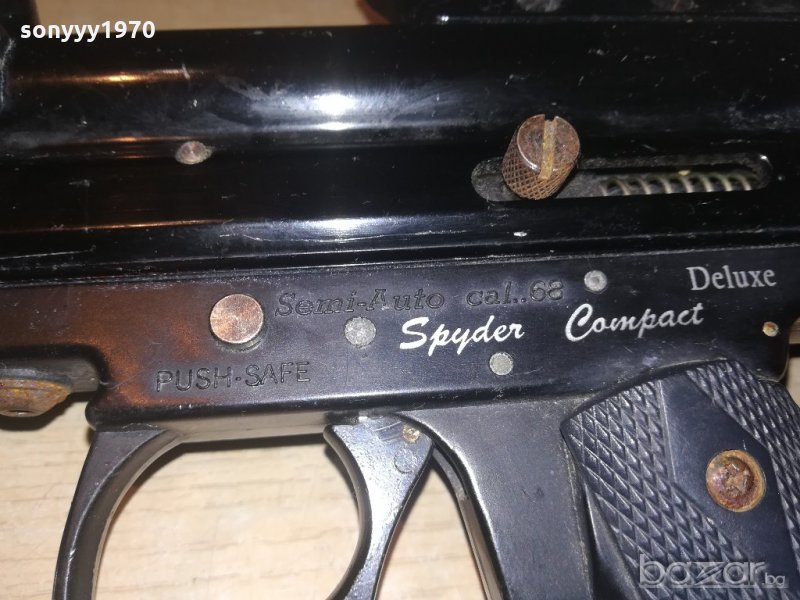 sonyyy1970
Semi-Auto cal..68
Deluxe
Spyder Compact
PUSH-SAFE
bazar.bg